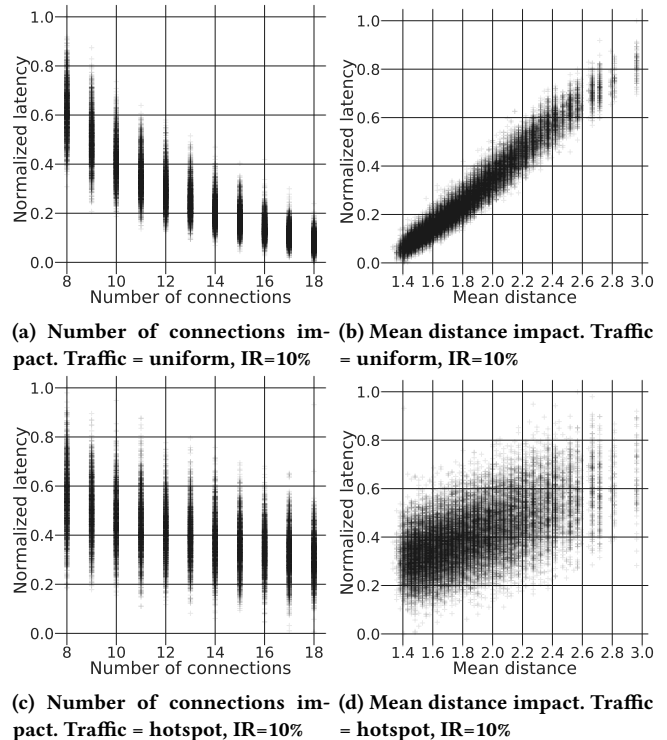 1.0
0.8
0.6
0.4
0.2
0.0
Normalized latency
8 10 12 14 16 18
Number of connections
1.0
0.8
0.6
0.4
0.2
0.0
Normalized latency
1.4 1.6 1.8 2.0 2.2 2.4 2.6 2.8 3.0
Mean distance
(a) Number of connections im-
pact. Traffic = uniform, IR=10%
(b) Mean distance impact. Traffic
= uniform, IR=10%
1.0
0.8
0.6
0.4
0.2
0.0
Normalized latency
8 10 12 14 16 18
Number of connections
1.0
0.8
0.6
0.4
0.2
0.0
Normalized latency
1.4 1.6 1.8 2.0 2.2 2.4 2.6 2.8 3.0
Mean distance
(c) Number of connections im-
pact. Traffic = hotspot, IR=10%
(d) Mean distance impact. Traffic
= hotspot, IR=10%